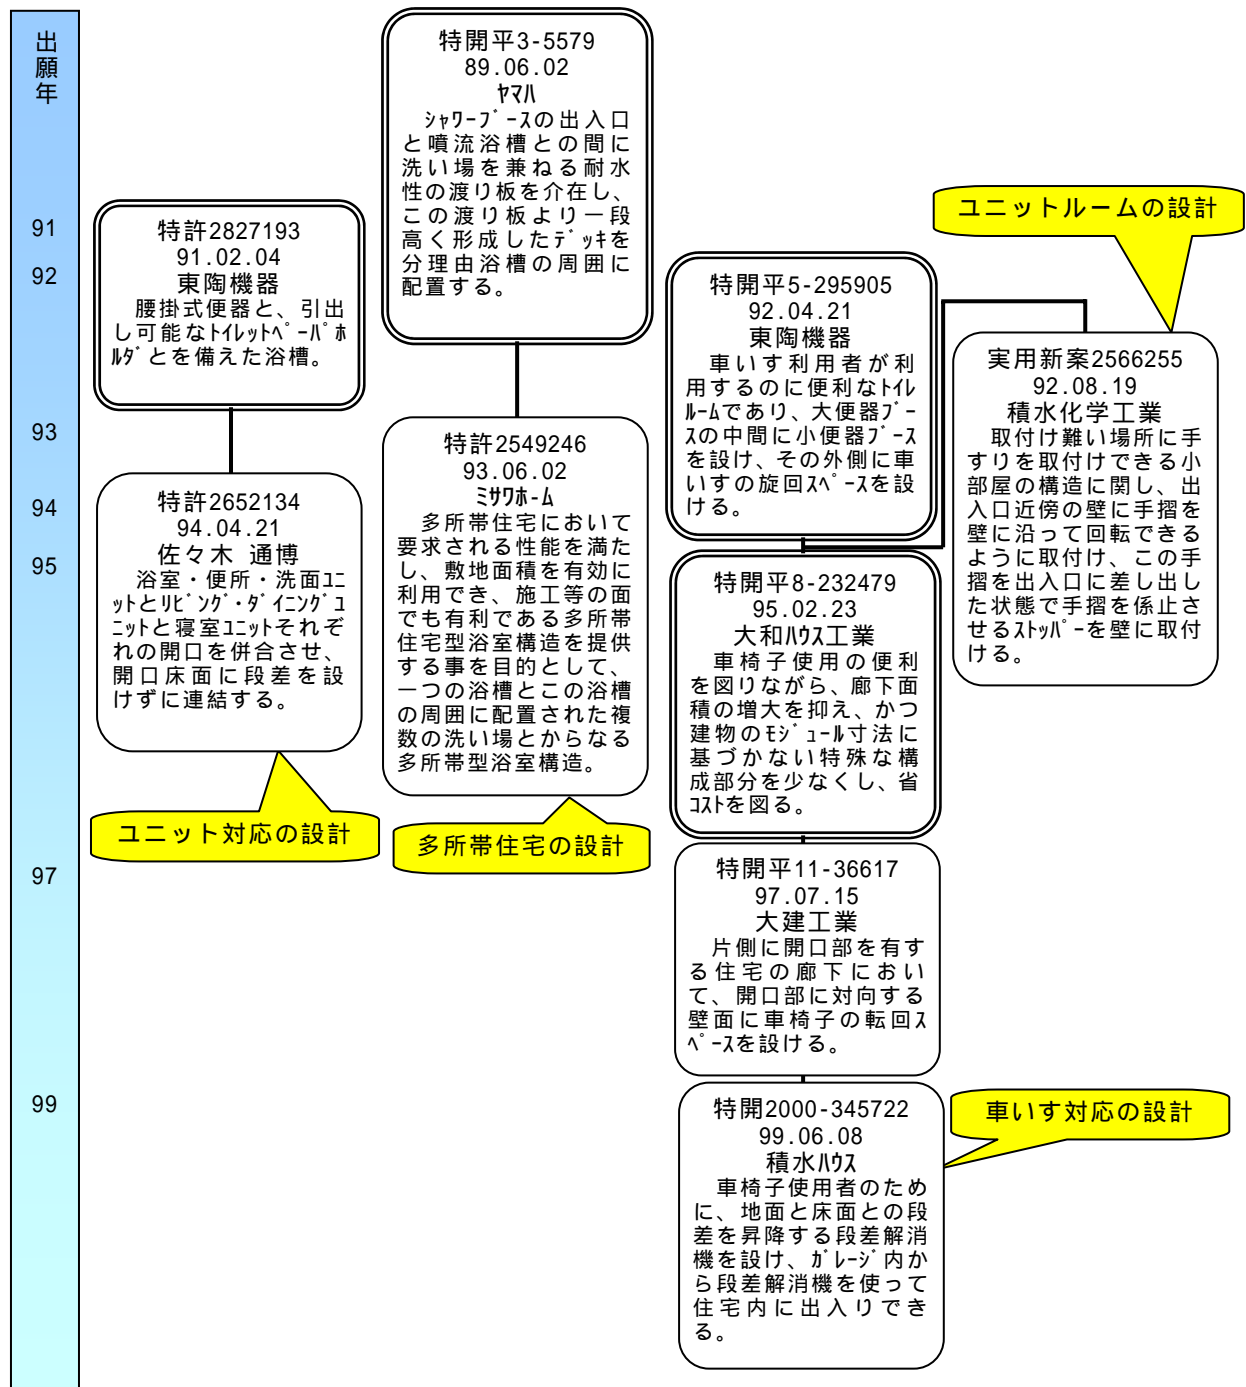 出
願
年
91
92
93
94
95
97
99
特許2827193
91.02.04
東陶機器
腰掛式便器と、引出
し可能なﾄｲﾚｯﾄﾍﾟｰﾊﾟﾎ
ﾙﾀﾞとを備えた浴槽。
特許2652134
94.04.21
佐々木 通博
浴室・便所・洗面ﾕﾆ
ｯﾄとﾘﾋﾞﾝｸﾞ・ﾀﾞｲﾆﾝｸﾞﾕ
ﾆｯﾄと寝室ﾕﾆｯﾄそれぞ
れの開口を併合させ、
開口床面に段差を設
けずに連結する。
ユニット対応の設計
特開平3-5579
89.06.02
ﾔﾏﾊ
ｼｬﾜｰﾌﾞｰｽの出入口
と噴流浴槽との間に
洗い場を兼ねる耐水
性の渡り板を介在し、
この渡り板より一段
高く形成したﾃﾞｯｷを
分理由浴槽の周囲に
配置する。
特許2549246
93.06.02
ﾐｻﾜﾎｰﾑ
多所帯住宅において
要求される性能を満た
し、敷地面積を有効に
利用でき、施工等の面
でも有利である多所帯
住宅型浴室構造を提供
する事を目的として、
一つの浴槽とこの浴槽
の周囲に配置された複
数の洗い場とからなる
多所帯型浴室構造。
多所帯住宅の設計
特開平5-295905
92.04.21
東陶機器
車いす利用者が利
用するのに便利なﾄｲﾚ
ﾙｰﾑであり、大便器ﾌﾞｰ
ｽの中間に小便器ﾌﾞｰｽ
を設け、その外側に車
いすの旋回ｽﾍﾟｰｽを設
ける。
特開平8-232479
95.02.23
大和ﾊｳｽ工業
車椅子使用の便利
を図りながら、廊下面
積の増大を抑え、かつ
建物のﾓｼﾞｭｰﾙ寸法に
基づかない特殊な構
成部分を少なくし、省
ｺｽﾄを図る。
特開平11-36617
97.07.15
大建工業
片側に開口部を有す
る住宅の廊下におい
て、開口部に対向する
壁面に車椅子の転回ｽ
ﾍﾟｰｽを設ける。
特開2000-345722
99.06.08
積水ﾊｳｽ
車椅子使用者のため
に、地面と床面との段
差を昇降する段差解消
機を設け、ｶﾞﾚｰｼﾞ内か
ら段差解消機を使って
住宅内に出入りでき
る。
車いす対応の設計
ユニットルームの設計
実用新案2566255
92.08.19
積水化学工業
取付け難い場所に手
すりを取付けできる小
部屋の構造に関し、出
入口近傍の壁に手摺を
壁に沿って回転できる
ように取付け、この手
摺を出入口に差し出し
た状態で手摺を係止さ
せるｽﾄｯﾊﾟｰを壁に取付
ける。